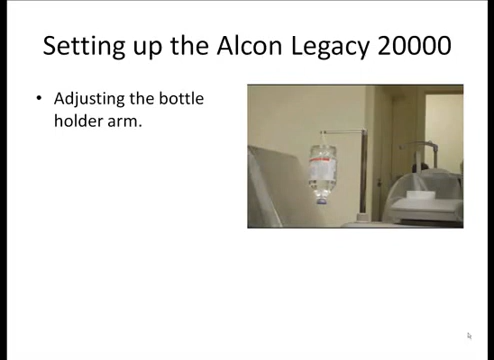 Setting up the Alcon Legacy 20000
• Adjusting the bottle
holder arm.